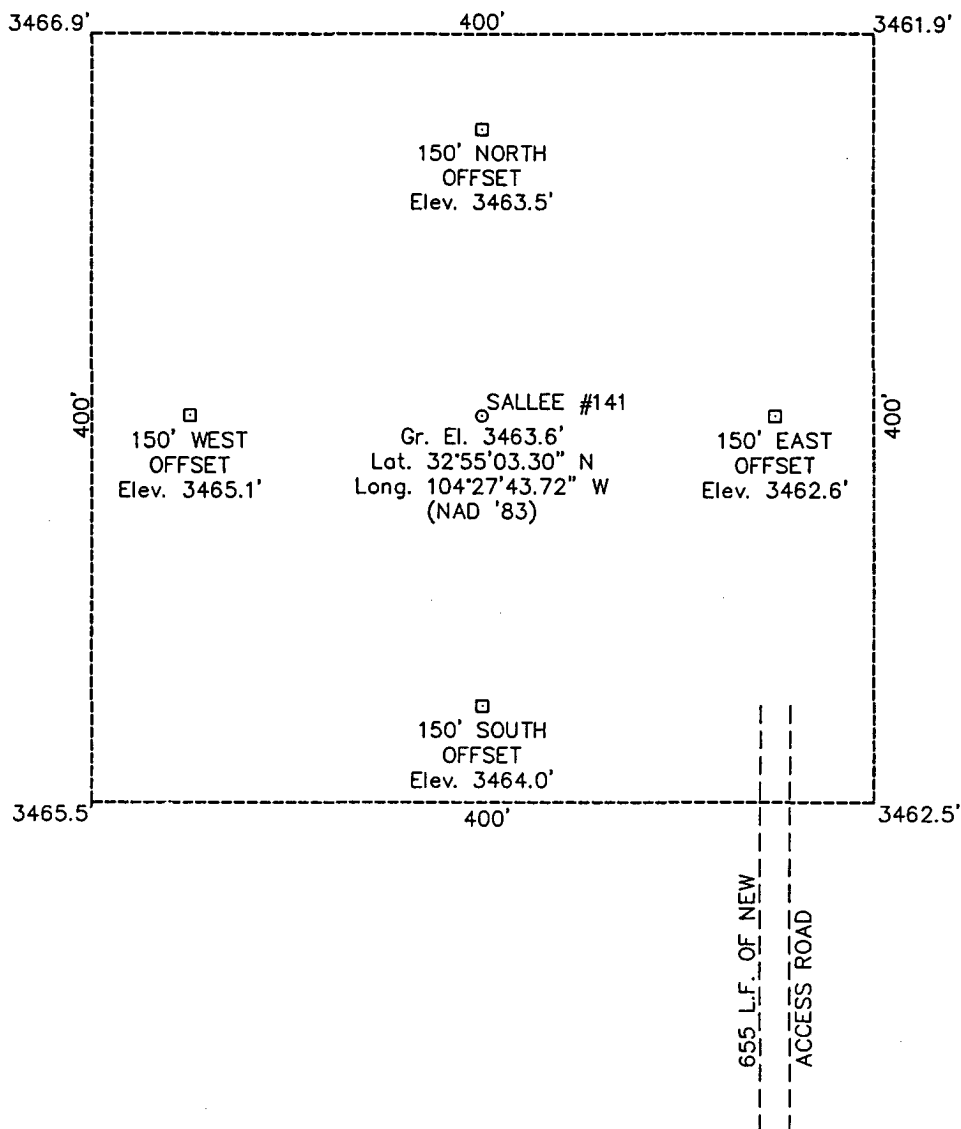 3466.9'
400'
3461.9'
150' NORTH
OFFSET
Elev. 3463.5'
400'
150' WEST
OFFSET
Elev. 3465.1'
SALLEE #141
Gr. El. 3463.6'
Lat. 32°55'03.30" N
Long. 104°27'43.72" W
(NAD '83)
150' EAST
OFFSET
Elev. 3462.6'
400'
150' SOUTH
OFFSET
Elev. 3464.0'
3465.5'
400'
3462.5'
655 L.F. OF NEW
ACCESS ROAD